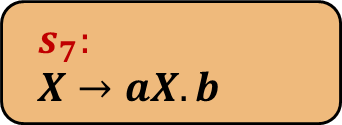 s₇:
X → aX.b